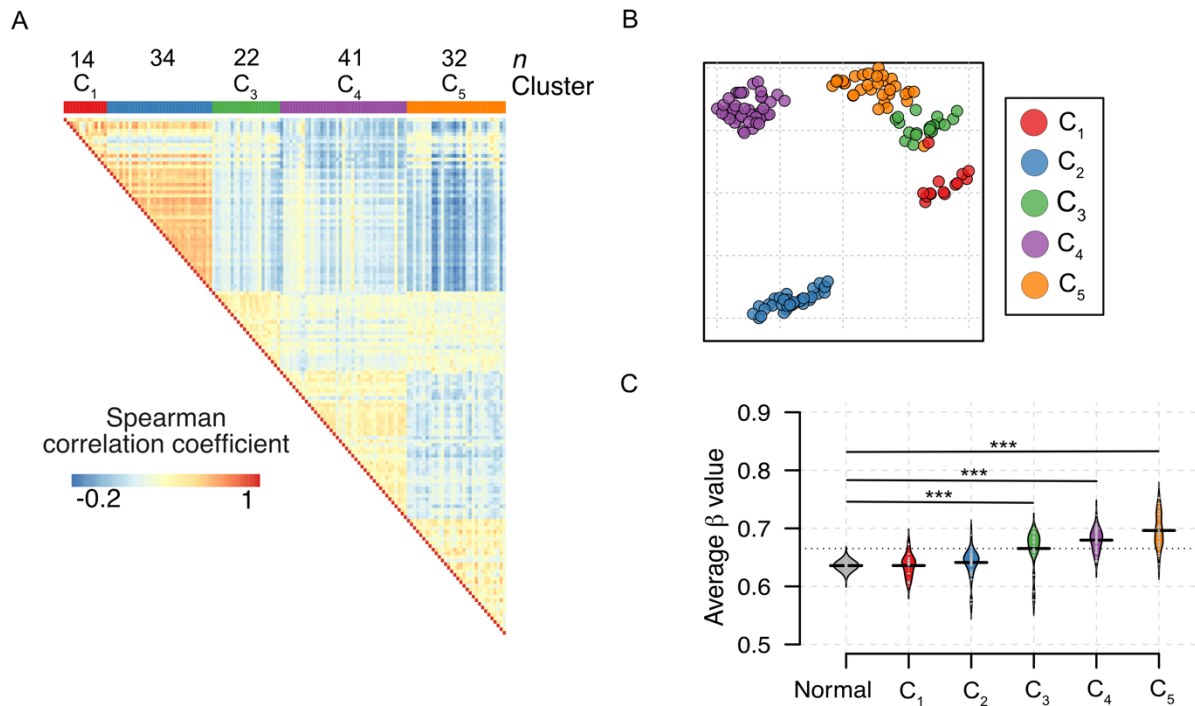 A
14 34 22 41 32 n
C1 C3 C4 C5 Cluster
Spearman
correlation coefficient
-0.2 1
B
C1
C2
C3
C4
C5
C
Average β value
0.9
0.8
0.7
0.6
0.5
***
***
***
Normal C1 C2 C3 C4 C5